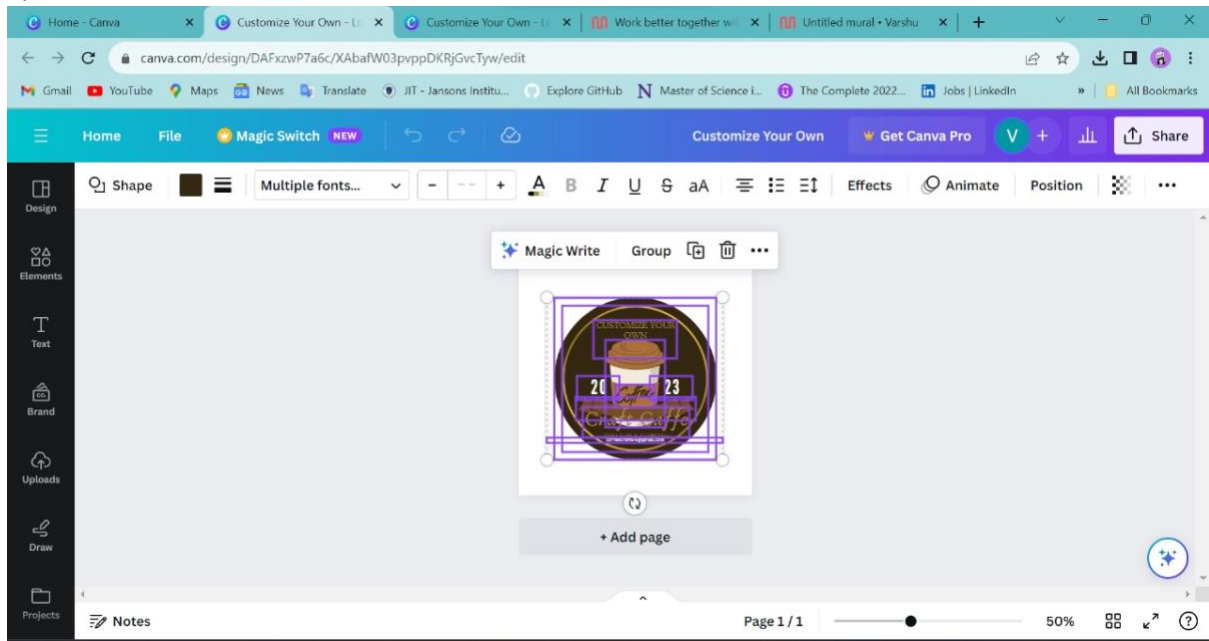 Home - Canva
Customize Your Own - Lo
Customize Your Own - Lo
Work better together wit
Untitled mural • Varshu
canva.com/design/DAFxzwP7a6c/XAbafW03pvppDKRjGvcTyw/edit
Gmail YouTube Maps News Translate JIT - Jansons Institu... Explore GitHub Master of Science i... The Complete 2022... Jobs | LinkedIn » All Bookmarks
Home File Magic Switch NEW Customize Your Own Get Canva Pro V + Share
Shape Multiple fonts... - -- + A B I U S aA Effects Animate Position ...
Design
Elements
Text
Brand
Uploads
Draw
Projects
Magic Write Group ...
CUSTOMIZE YOUR
OWN
20 23
Coffee
Craft Caffe
+ Add page
Notes Page 1 / 1 50%